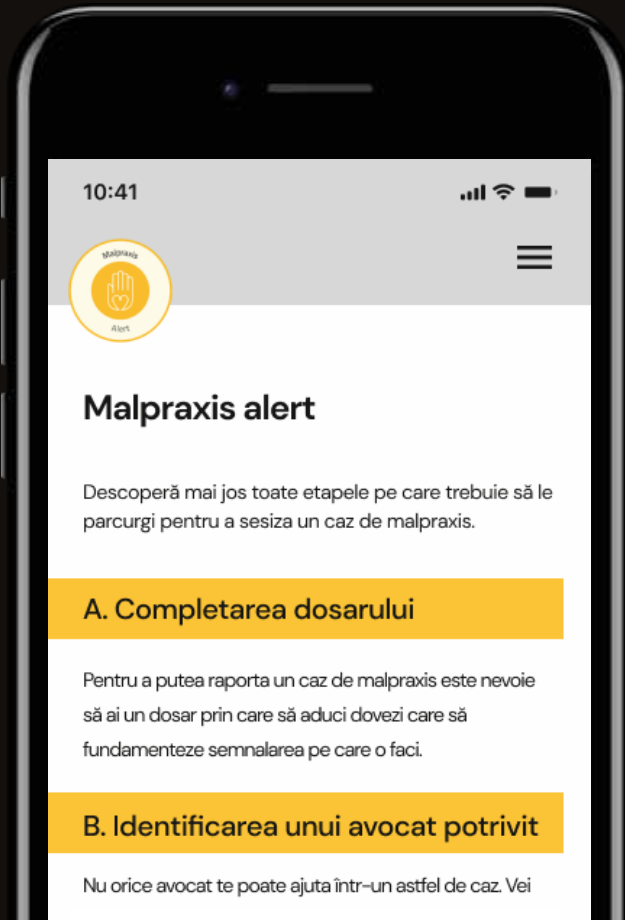 10:41
Malpraxis
Alert
Malpraxis alert
Descoperă mai jos toate etapele pe care trebuie să le
parcurgi pentru a sesiza un caz de malpraxis.
A. Completarea dosarului
Pentru a putea raporta un caz de malpraxis este nevoie
să ai un dosar prin care să aduci dovezi care să
fundamenteze semnalarea pe care o faci.
B. Identificarea unui avocat potrivit
Nu orice avocat te poate ajuta într-un astfel de caz. Vei